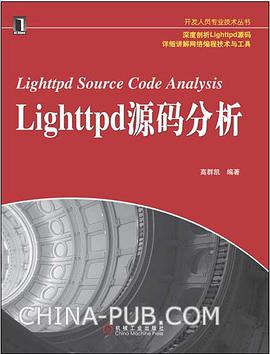 开发人员专业技术丛书
深度剖析Lighttpd源码
详细讲解网络编程技术与工具
Lighttpd Source Code Analysis
Lighttpd源码分析
高群凯 编著
CHINA-PUB.COM
机械工业出版社
China Machine Press